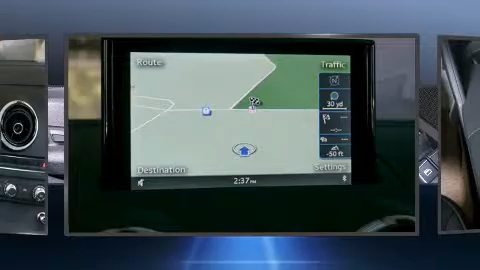 Route
Traffic
30 yd
---
--:--
---
-50 ft
Destination
Settings
2:37 PM